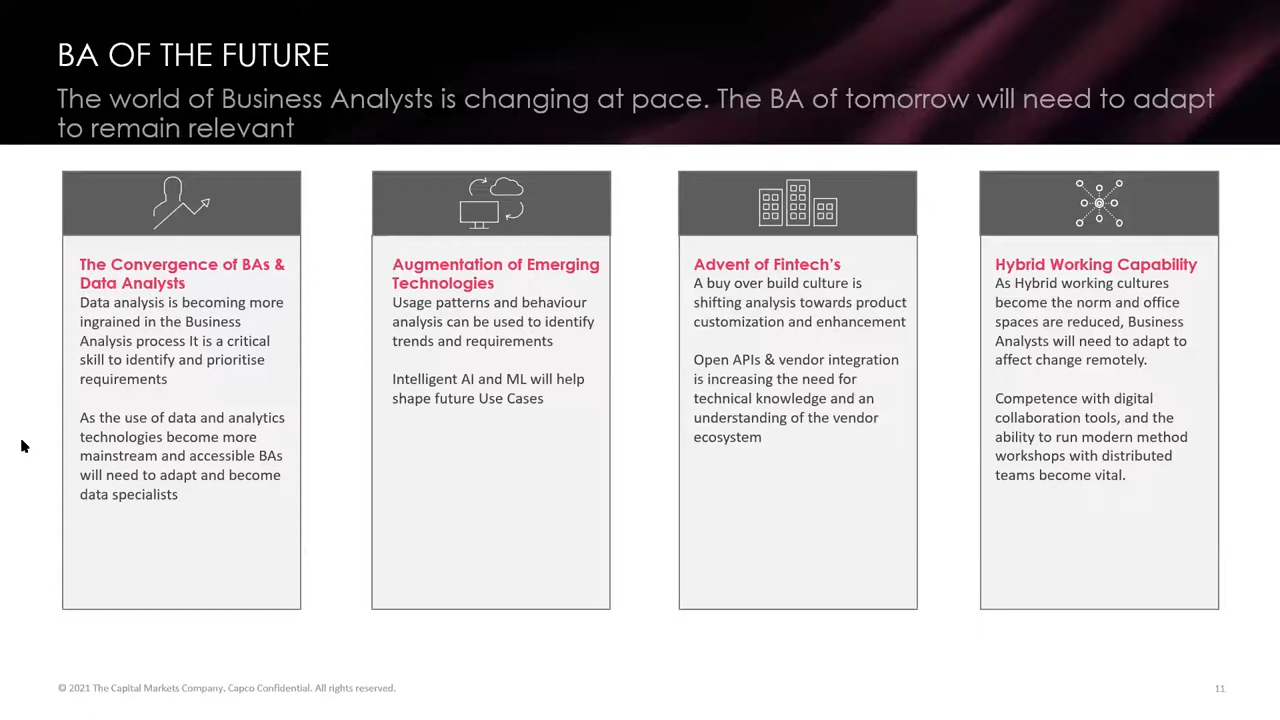 BA OF THE FUTURE
The world of Business Analysts is changing at pace. The BA of tomorrow will need to adapt
to remain relevant
The Convergence of BAs &
Data Analysts
Data analysis is becoming more
ingrained in the Business
Analysis process It is a critical
skill to identify and prioritise
requirements
As the use of data and analytics
technologies become more
mainstream and accessible BAs
will need to adapt and become
data specialists
Augmentation of Emerging
Technologies
Usage patterns and behaviour
analysis can be used to identify
trends and requirements
Intelligent AI and ML will help
shape future Use Cases
Advent of Fintech's
A buy over build culture is
shifting analysis towards product
customization and enhancement
Open APIs & vendor integration
is increasing the need for
technical knowledge and an
understanding of the vendor
ecosystem
Hybrid Working Capability
As Hybrid working cultures
become the norm and office
spaces are reduced, Business
Analysts will need to adapt to
affect change remotely.
Competence with digital
collaboration tools, and the
ability to run modern method
workshops with distributed
teams become vital.
© 2021 The Capital Markets Company. Capco Confidential. All rights reserved.
11